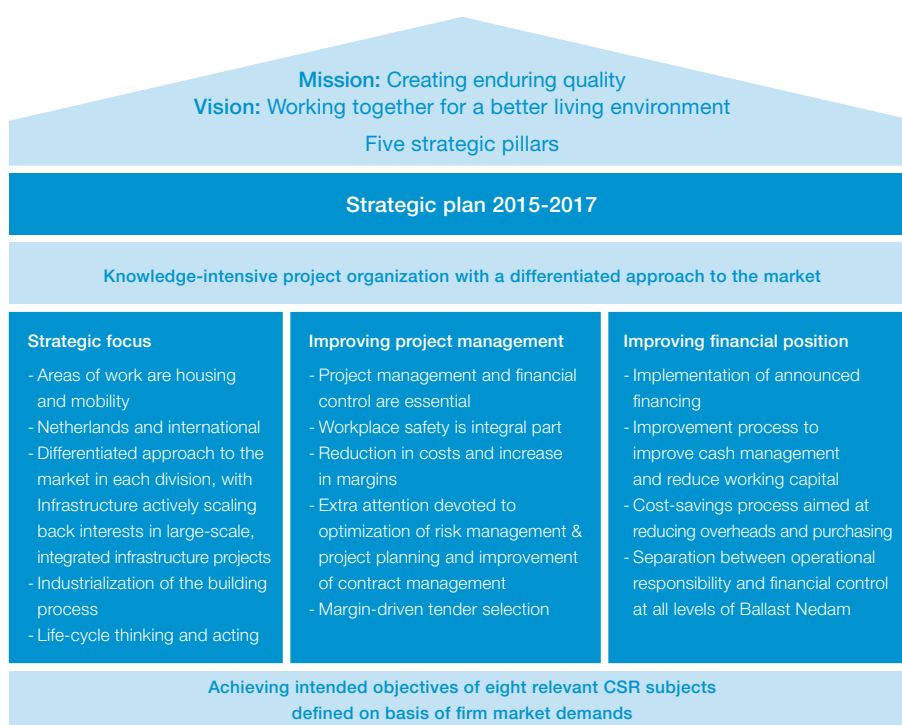 Mission: Creating enduring quality
Vision: Working together for a better living environment
Five strategic pillars
Strategic plan 2015-2017
Knowledge-intensive project organization with a differentiated approach to the market
Strategic focus
- Areas of work are housing
and mobility
- Netherlands and international
- Differentiated approach to the
market in each division, with
Infrastructure actively scaling
back interests in large-scale,
integrated infrastructure projects
- Industrialization of the building
process
- Life-cycle thinking and acting
Improving project management
- Project management and financial
control are essential
- Workplace safety is integral part
- Reduction in costs and increase
in margins
- Extra attention devoted to
optimization of risk management &
project planning and improvement
of contract management
- Margin-driven tender selection
Improving financial position
- Implementation of announced
financing
- Improvement process to
improve cash management
and reduce working capital
- Cost-savings process aimed at
reducing overheads and purchasing
- Separation between operational
responsibility and financial control
at all levels of Ballast Nedam
Achieving intended objectives of eight relevant CSR subjects
defined on basis of firm market demands